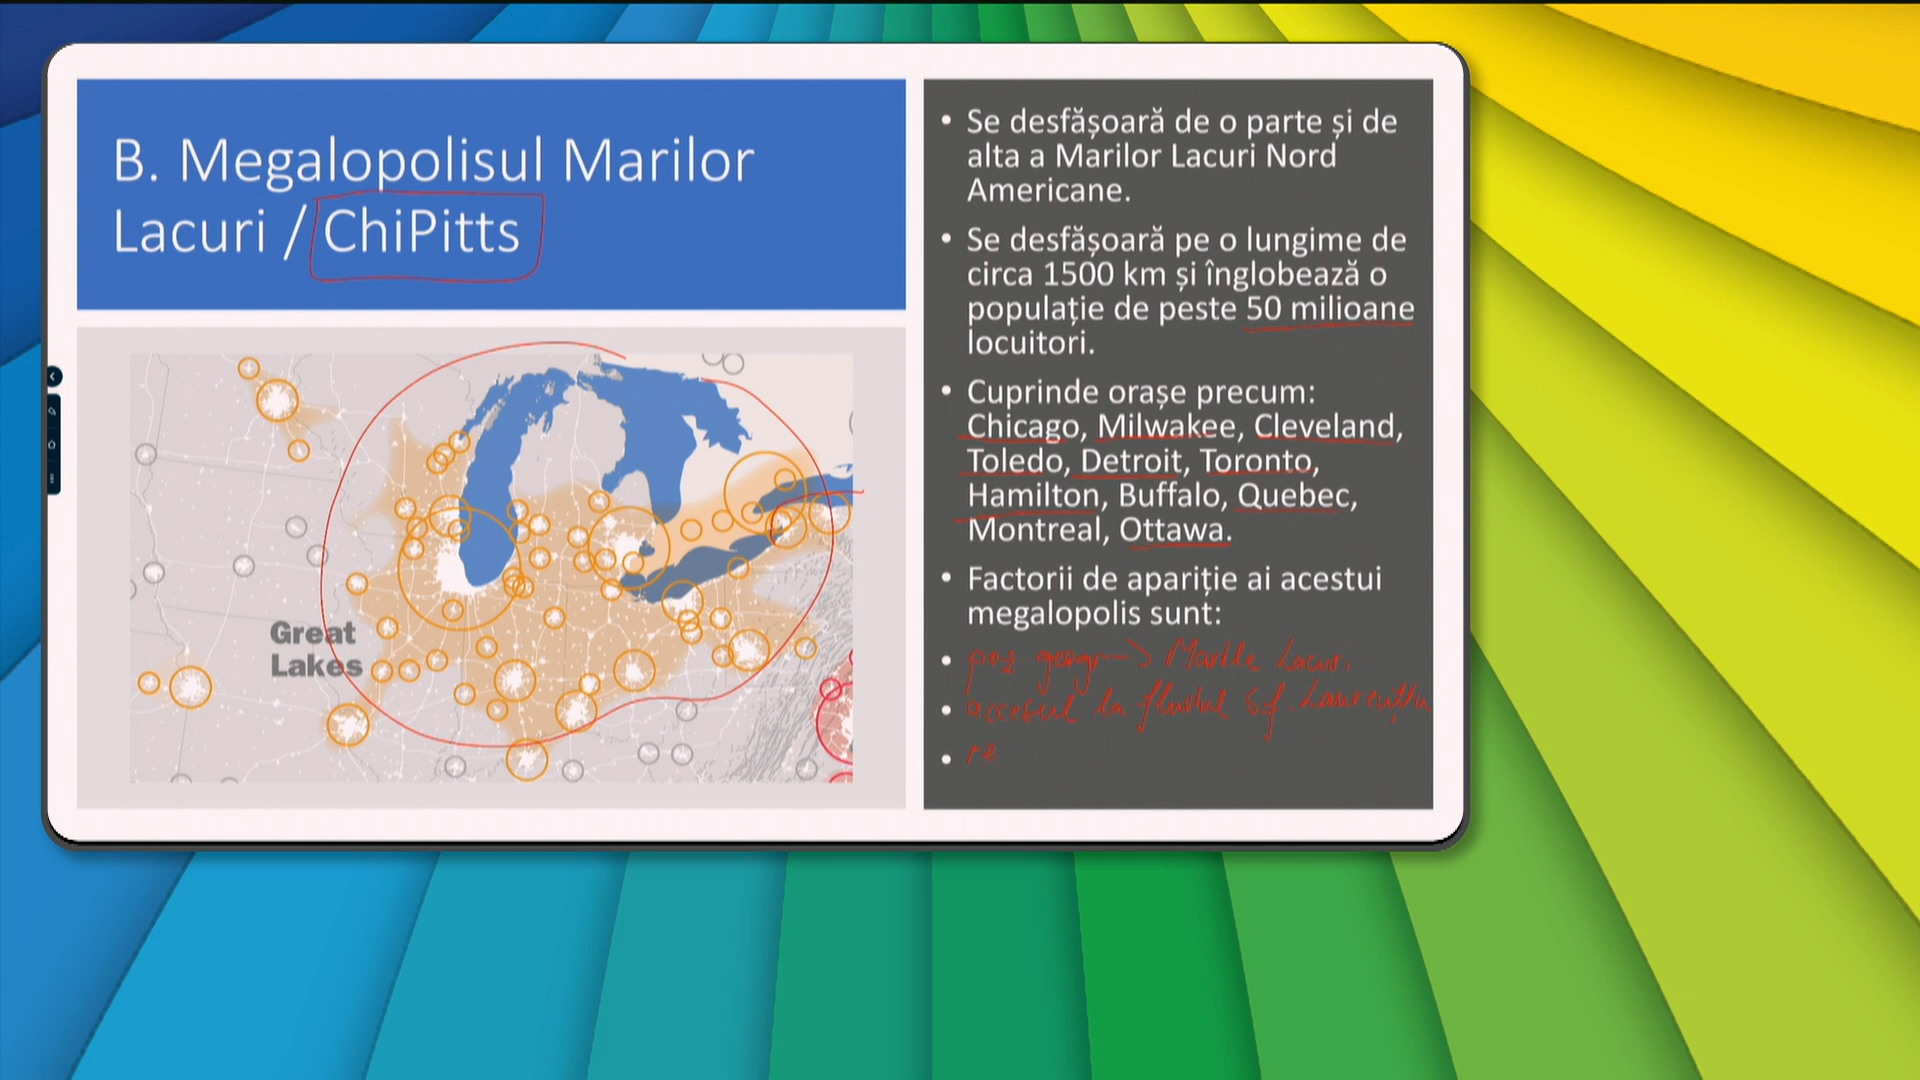 B. Megalopolisul Marilor
Lacuri / ChiPitts
Great
Lakes
• Se desfășoară de o parte și de
alta a Marilor Lacuri Nord
Americane.
• Se desfășoară pe o lungime de
circa 1500 km și înglobează o
populație de peste 50 milioane
locuitori.
• Cuprinde orașe precum:
Chicago, Milwakee, Cleveland,
Toledo, Detroit, Toronto,
Hamilton, Buffalo, Quebec,
Montreal, Ottawa.
• Factorii de apariție ai acestui
megalopolis sunt:
• poz. geogr -> Marile Lacuri
• accesul la fluviul Sf. Laurențiu
• re